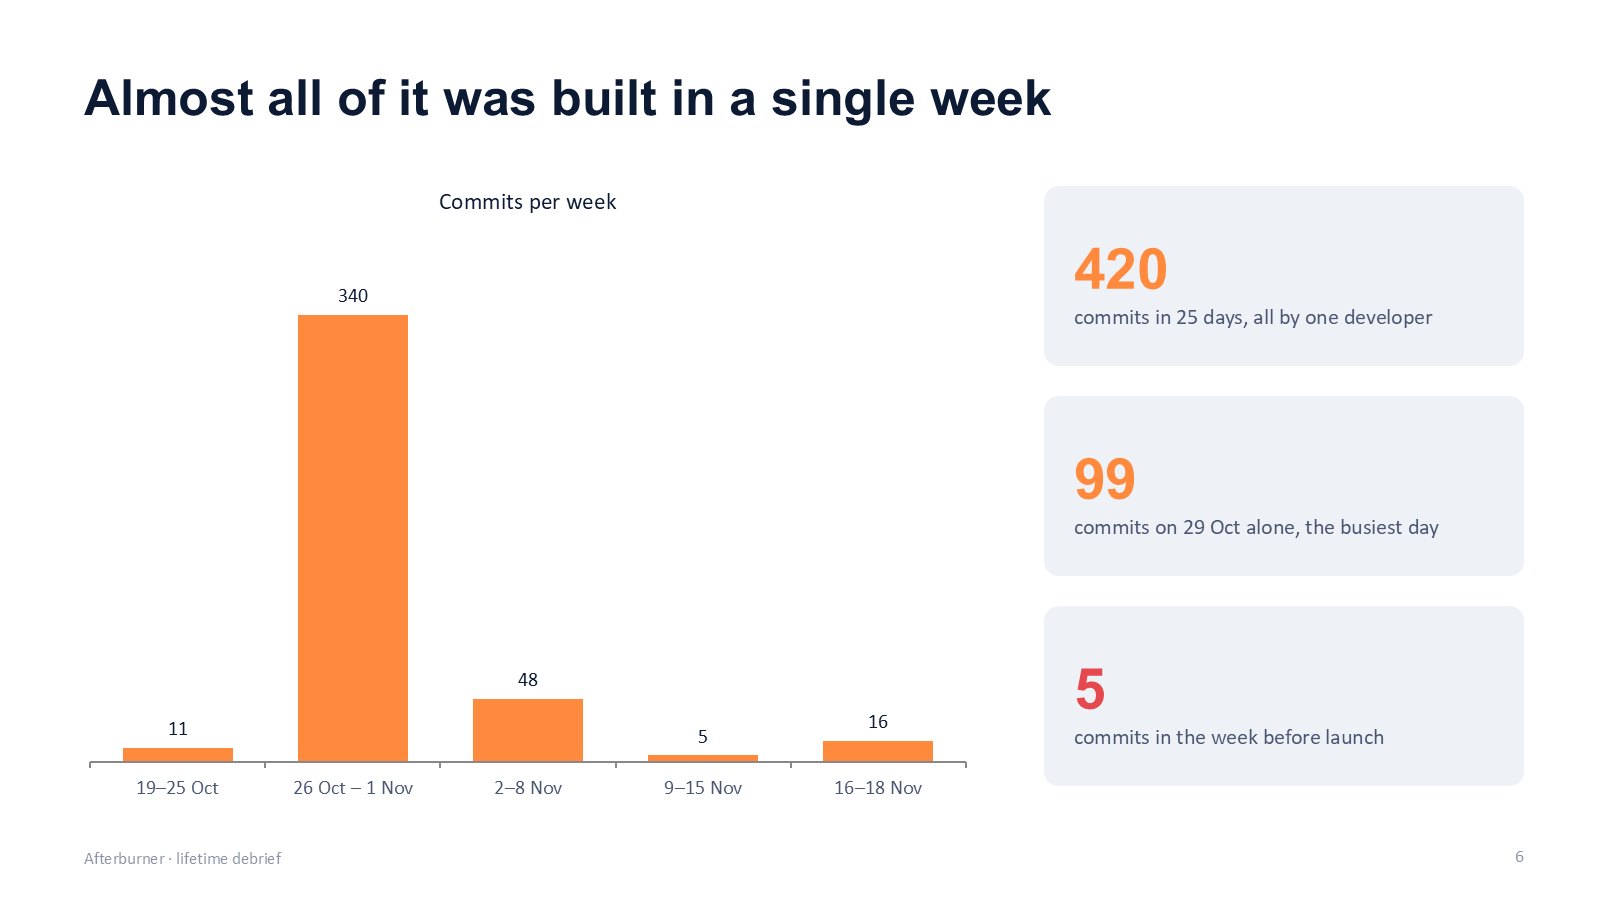 Almost all of it was built in a single week
Commits per week
340
48
11
5
16
19–25 Oct
26 Oct – 1 Nov
2–8 Nov
9–15 Nov
16–18 Nov
420
commits in 25 days, all by one developer
99
commits on 29 Oct alone, the busiest day
5
commits in the week before launch
Afterburner · lifetime debrief
6